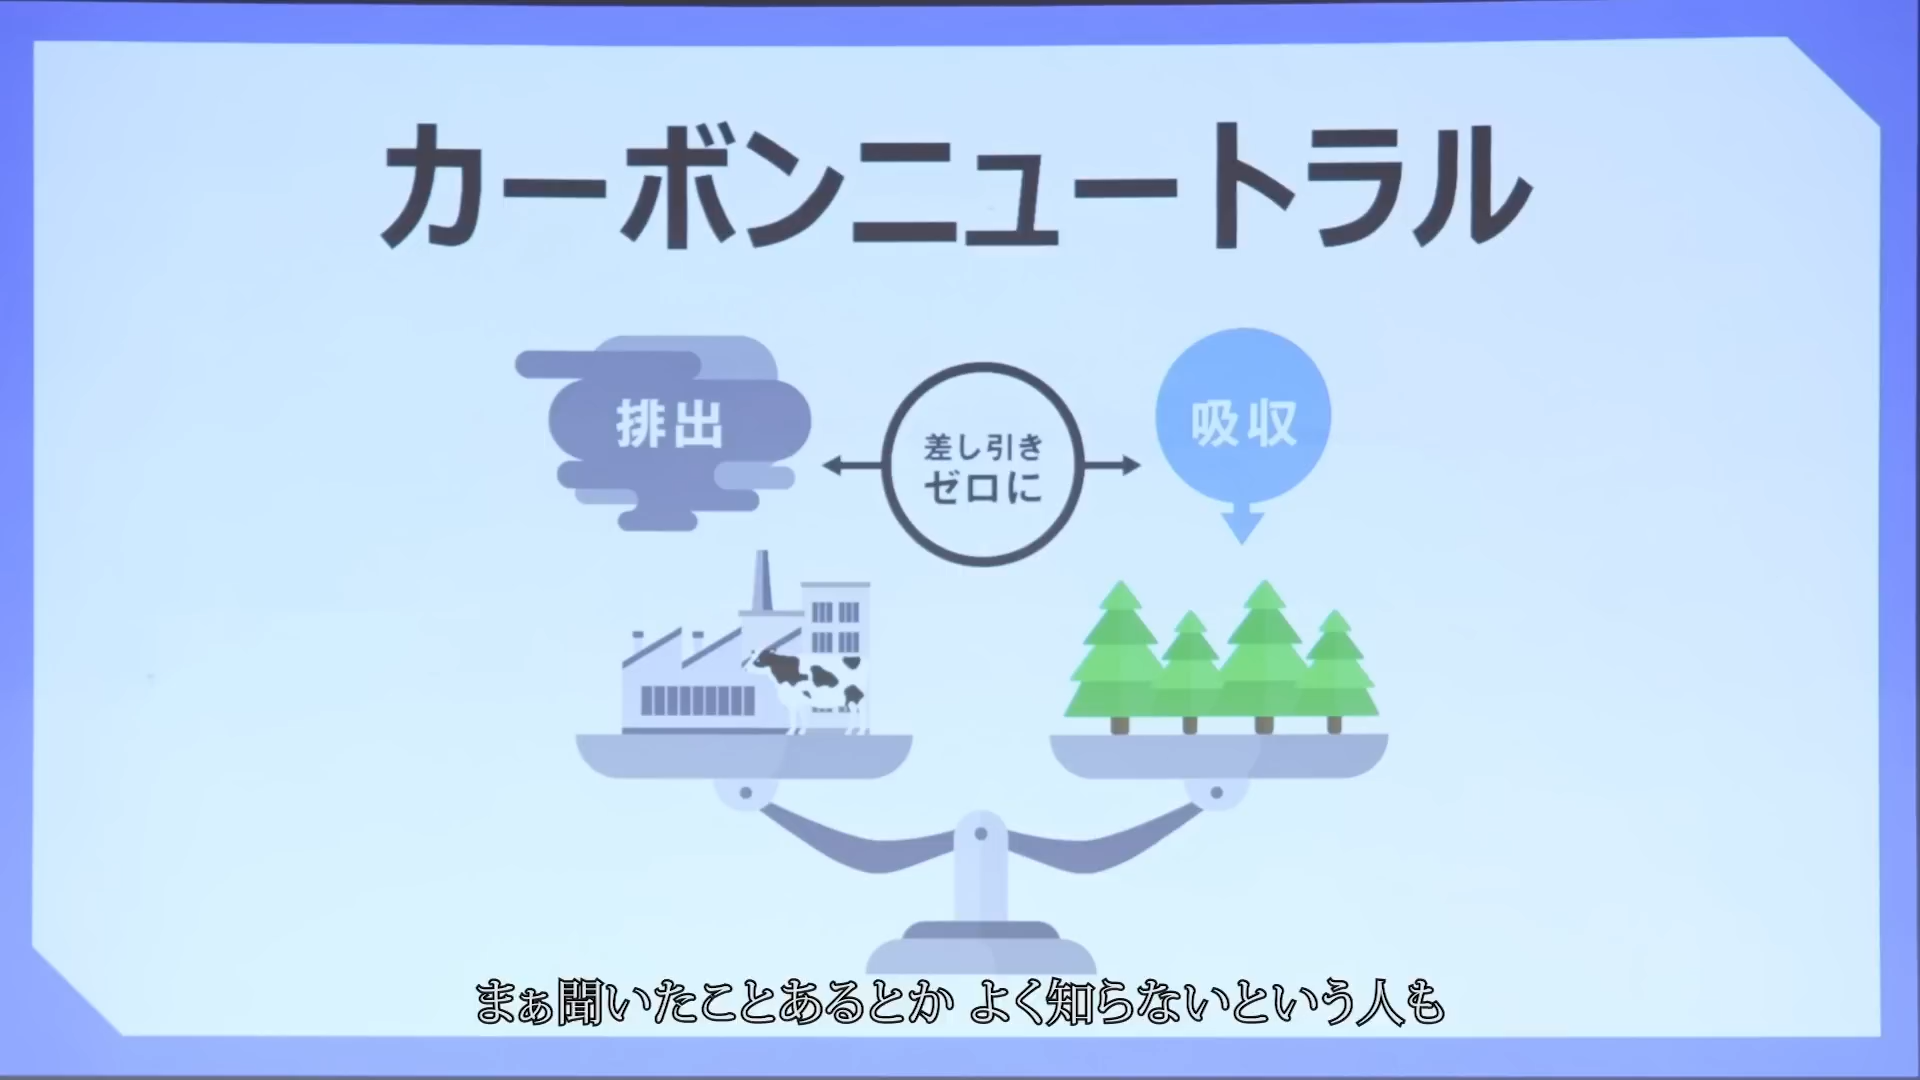 カーボンニュートラル
排出
差し引き
ゼロに
吸収
まぁ聞いたことあるとか よく知らないという人も